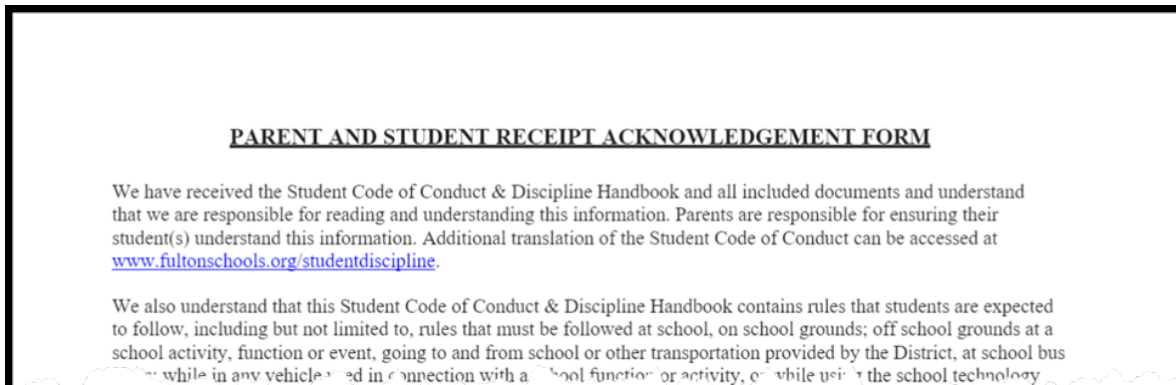 PARENT AND STUDENT RECEIPT ACKNOWLEDGEMENT FORM
We have received the Student Code of Conduct & Discipline Handbook and all included documents and understand
that we are responsible for reading and understanding this information. Parents are responsible for ensuring their
student(s) understand this information. Additional translation of the Student Code of Conduct can be accessed at
www.fultonschools.org/studentdiscipline.
We also understand that this Student Code of Conduct & Discipline Handbook contains rules that students are expected
to follow, including but not limited to, rules that must be followed at school, on school grounds; off school grounds at a
school activity, function or event, going to and from school or other transportation provided by the District, at school bus
while in any vehicle in connection with a function or activity, while the school technology